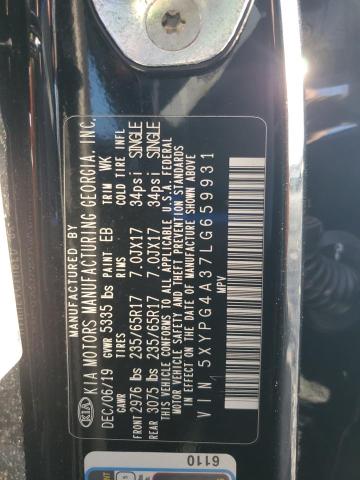 MANUFACTURED BY
KIA KIA MOTORS MANUFACTURING GEORGIA, INC.
DEC/06/19 GVWR 5335 lbs PAINT EB TRIM WK
GAWR TIRES RIMS COLD TIRE INFL
FRONT 2976 lbs 235/65R17 7.0JX17 34psi SINGLE
REAR 3075 lbs 235/65R17 7.0JX17 34psi SINGLE
THIS VEHICLE CONFORMS TO ALL APPLICABLE U.S.A. FEDERAL
MOTOR VEHICLE SAFETY AND THEFT PREVENTION STANDARDS
IN EFFECT ON THE DATE OF MANUFACTURE SHOWN ABOVE.
VIN 5XYPG4A37LG659931
MPV
6110